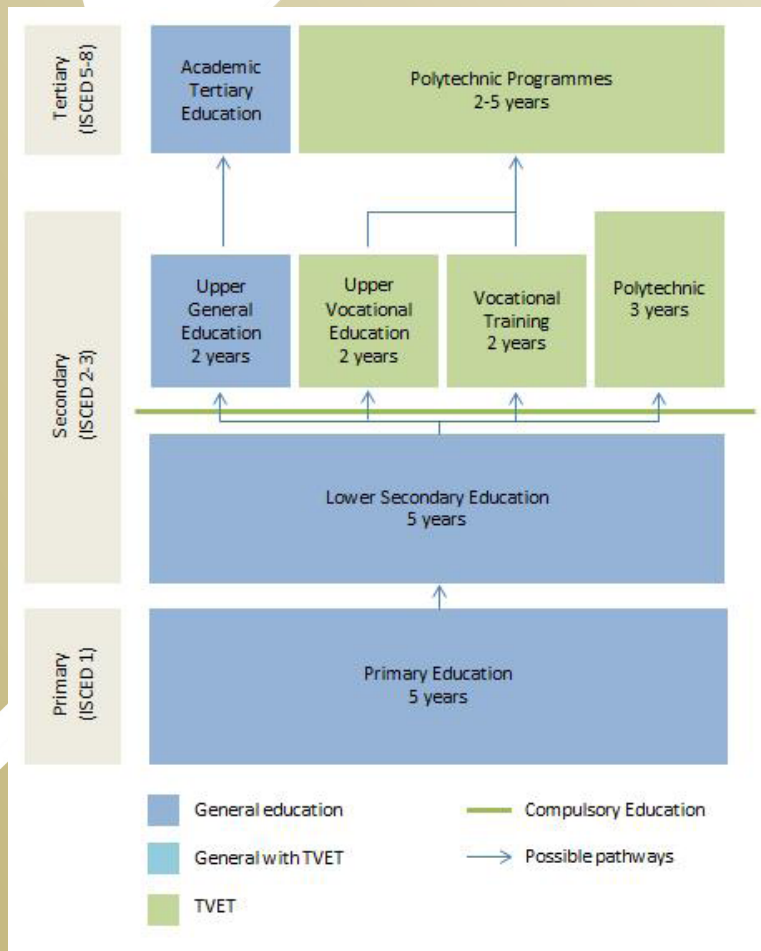 Tertiary
(ISCED 5-8)
Academic
Tertiary
Education
Polytechnic Programmes
2-5 years
Secondary
(ISCED 2-3)
Upper
General
Education
2 years
Upper
Vocational
Education
2 years
Vocational
Training
2 years
Polytechnic
3 years
Lower Secondary Education
5 years
Primary
(ISCED 1)
Primary Education
5 years
General education
Compulsory Education
General with TVET
Possible pathways
TVET